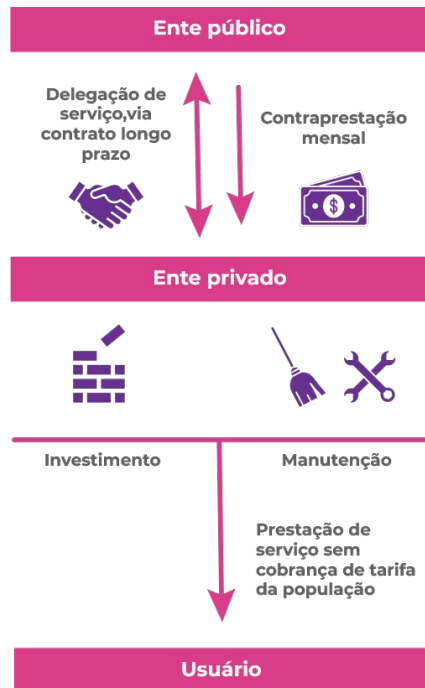 Ente público
Delegação de
serviço,via
contrato longo
prazo
Contraprestação
mensal
$
Ente privado
Investimento
Manutenção
Prestação de
serviço sem
cobrança de tarifa
da população
Usuário